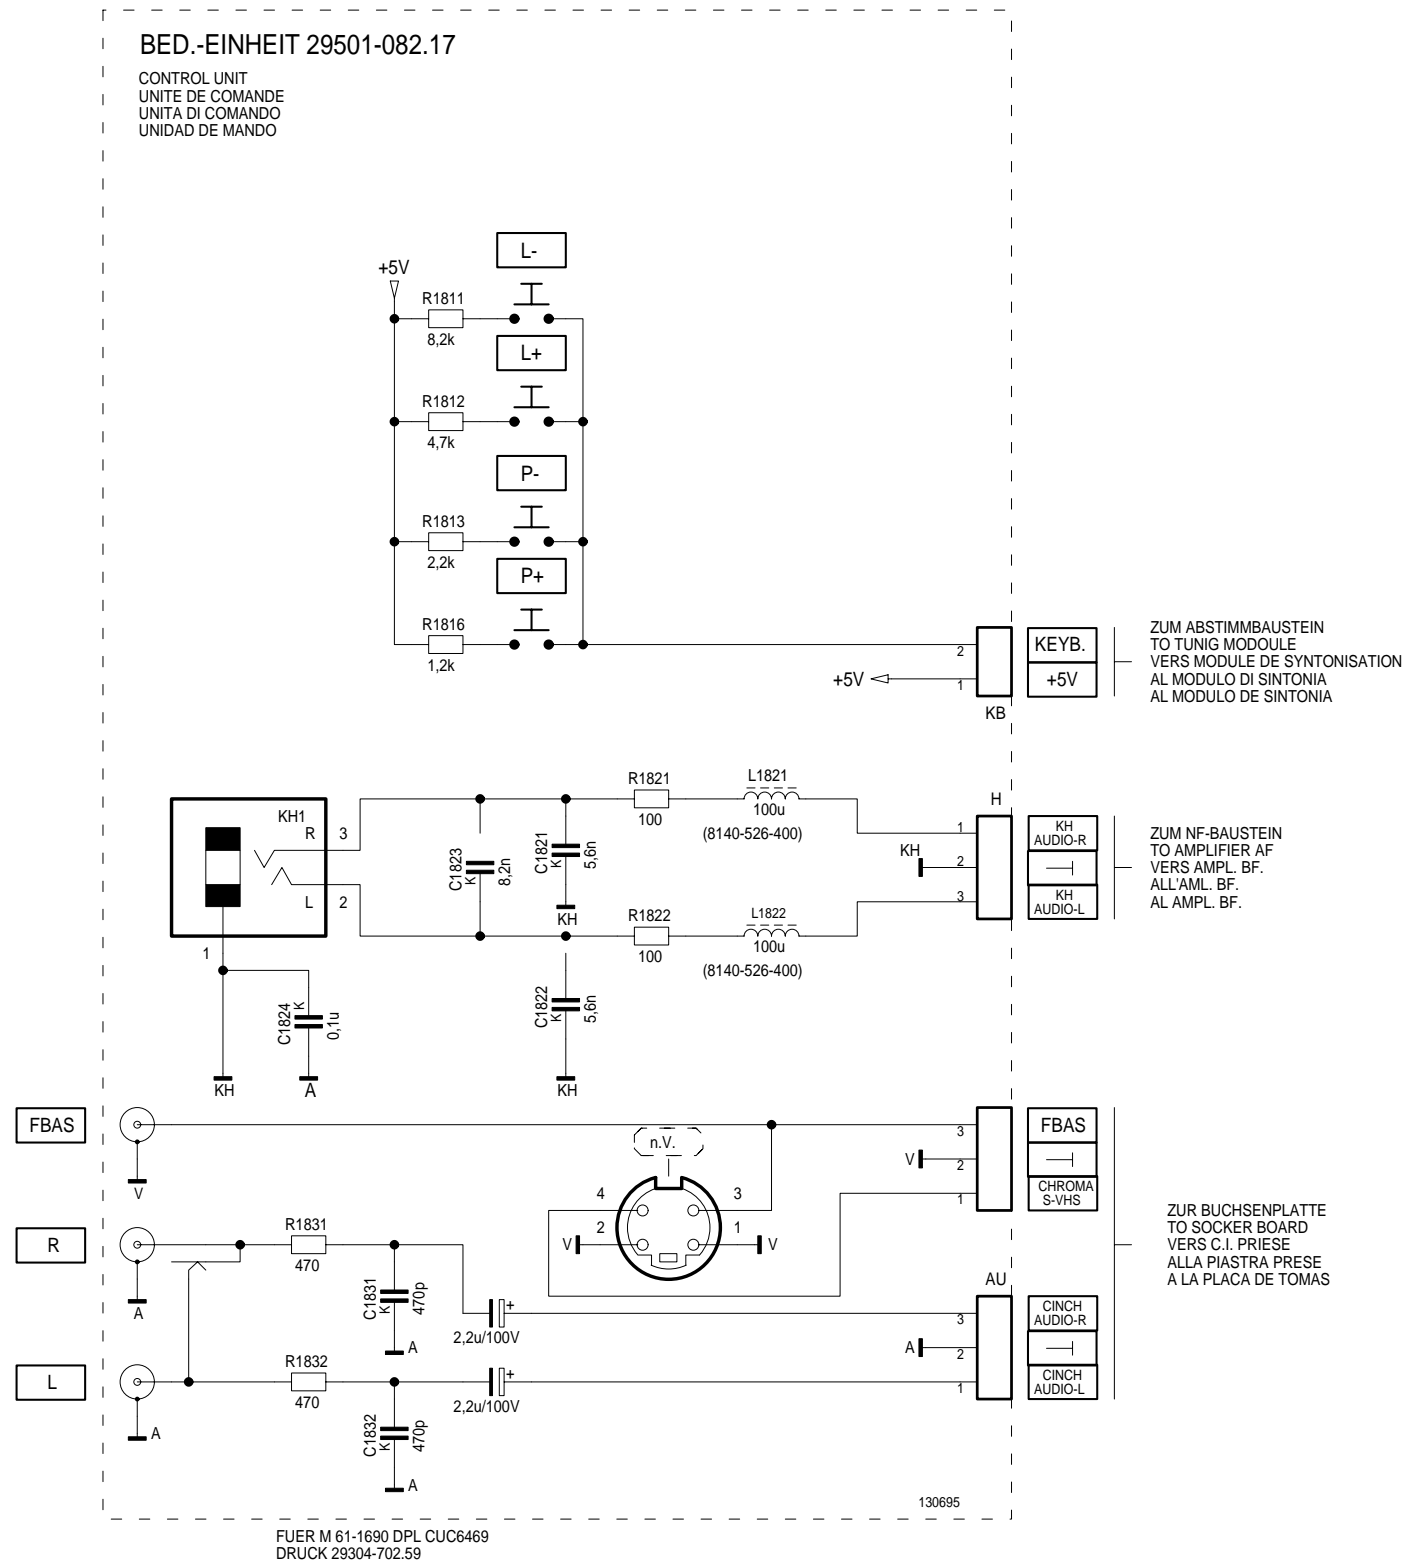 BED.-EINHEIT 29501-082.17
CONTROL UNIT
UNITE DE COMANDE
UNITA DI COMANDO
UNIDAD DE MANDO
L-
+5V
R1811
8,2k
L+
R1812
4,7k
P-
R1813
2,2k
P+
R1816
1,2k
2
KEYB.
+5V
1
+5V
KB
ZUM ABSTIMMBAUSTEIN
TO TUNIG MODOULE
VERS MODULE DE SYNTONISATION
AL MODULO DI SINTONIA
AL MODULO DE SINTONIA
KH1
R
3
L
2
1
C1823
K
8,2n
C1821
K
5,6n
KH
R1821
100
L1821
100u
(8140-526-400)
R1822
100
L1822
100u
(8140-526-400)
C1822
K
5,6n
KH
C1824
K
0,1u
KH
A
H
1
KH
2
3
KH
AUDIO-R
KH
AUDIO-L
ZUM NF-BAUSTEIN
TO AMPLIFIER AF
VERS AMPL. BF.
ALL'AML. BF.
AL AMPL. BF.
FBAS
V
n.V.
4
3
2
1
V
V
3
V
2
1
FBAS
CHROMA
S-VHS
R
A
R1831
470
C1831
K
470p
A
+
2,2u/100V
L
A
R1832
470
C1832
K
470p
A
+
2,2u/100V
AU
3
A
2
1
CINCH
AUDIO-R
CINCH
AUDIO-L
ZUR BUCHSENPLATTE
TO SOCKER BOARD
VERS C.I. PRIESE
ALLA PIASTRA PRESE
A LA PLACA DE TOMAS
130695
FUER M 61-1690 DPL CUC6469
DRUCK 29304-702.59